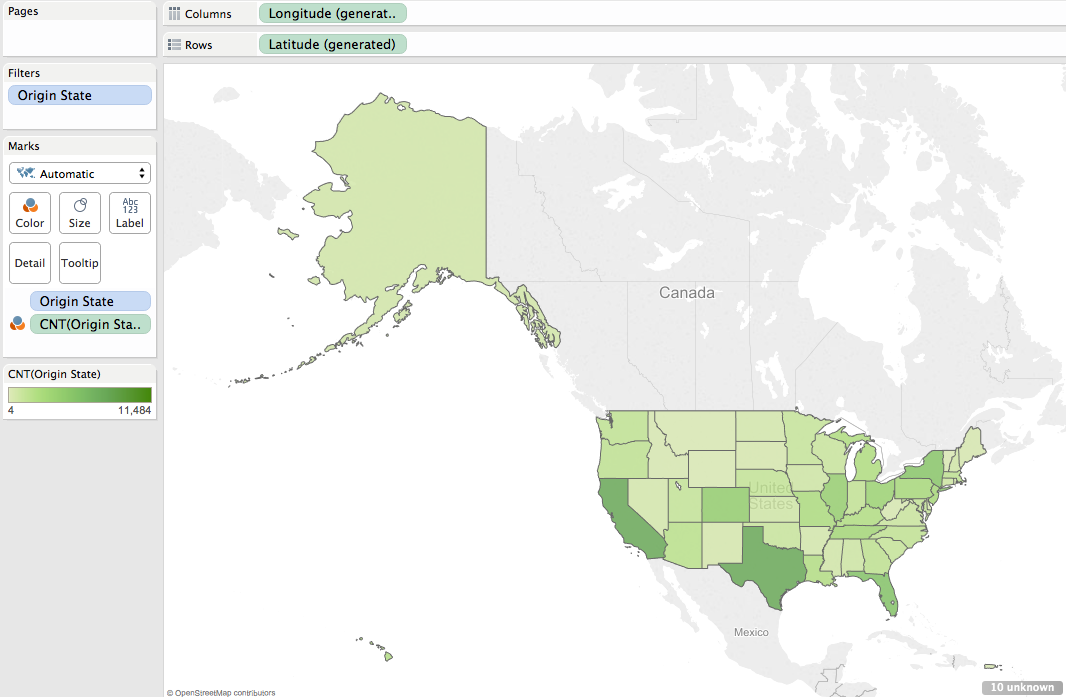 Pages
Columns
Longitude (generat..
Rows
Latitude (generated)
Filters
Origin State
Marks
Automatic
Color
Size
Abc
123
Label
Detail
Tooltip
Origin State
CNT(Origin Sta..
CNT(Origin State)
4
11,484
Canada
United
States
Mexico
© OpenStreetMap contributors
10 unknown